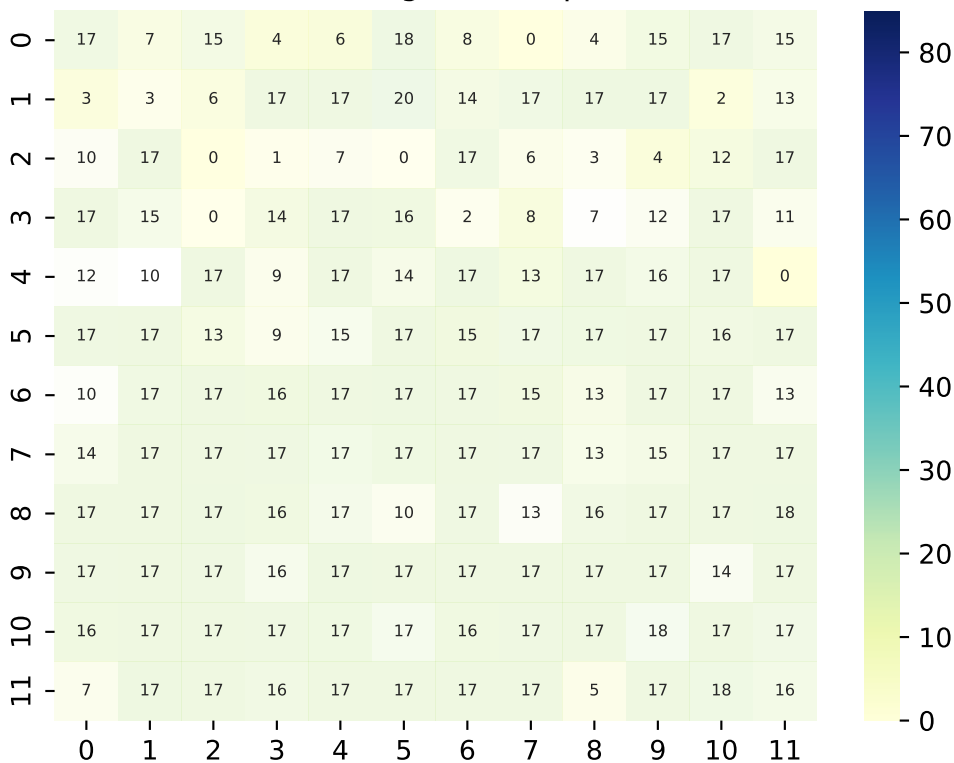 0 17 7 15 4 6 18 8 0 4 15 17 15
1 3 3 6 17 17 20 14 17 17 17 2 13
2 10 17 0 1 7 0 17 6 3 4 12 17
3 17 15 0 14 17 16 2 8 7 12 17 11
4 12 10 17 9 17 14 17 13 17 16 17 0
5 17 17 13 9 15 17 15 17 17 17 16 17
6 10 17 17 16 17 17 17 15 13 17 17 13
7 14 17 17 17 17 17 17 17 13 15 17 17
8 17 17 17 16 17 10 17 13 16 17 17 18
9 17 17 17 16 17 17 17 17 17 17 14 17
10 16 17 17 17 17 17 16 17 17 18 17 17
11 7 17 17 16 17 17 17 17 5 17 18 16
0 1 2 3 4 5 6 7 8 9 10 11
80
70
60
50
40
30
20
10
0